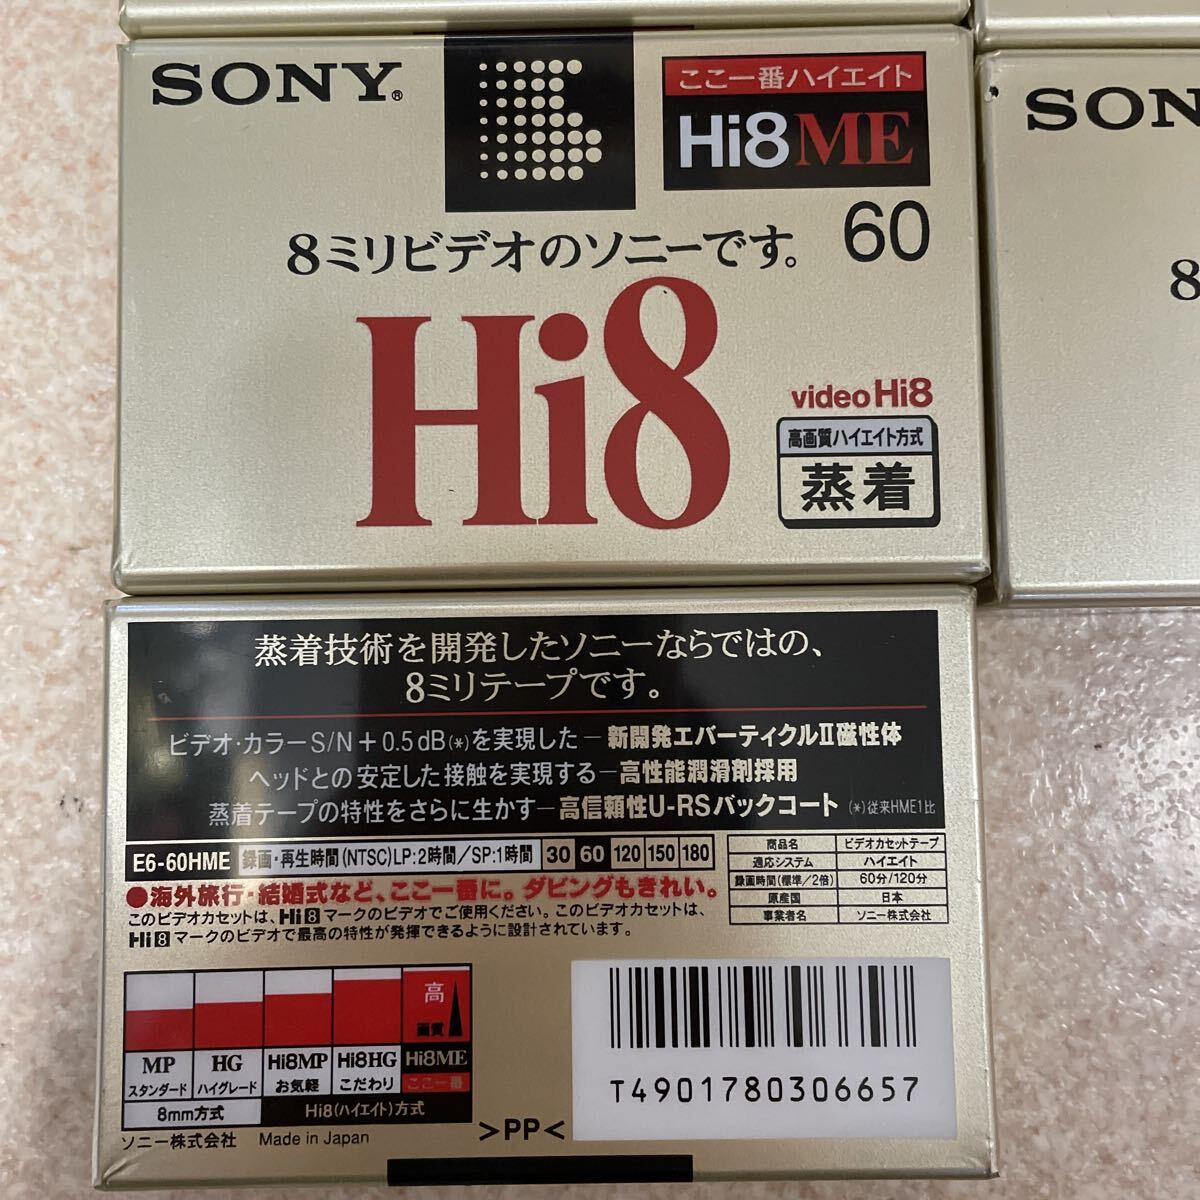 SONY®
ここ一番ハイエイト
Hi8ME
60
8ミリビデオのソニーです。
Hi8
video Hi8
高画質ハイエイト方式
蒸着
SON
8
蒸着技術を開発したソニーならではの、
8ミリテープです。
ビデオ・カラーS/N+0.5dB(*)を実現した－新開発エバーティクルII磁性体
ヘッドとの安定した接触を実現する－高性能潤滑剤採用
蒸着テープの特性をさらに生かす－高信頼性U-RSバックコート (*)従来HME1比
E6-60HME 録画・再生時間(NTSC)LP:2時間/SP:1時間 30 60 120 150 180
●海外旅行・結婚式など、ここ一番に。ダビングもきれい。
このビデオカセットは、Hi8マークのビデオでご使用ください。このビデオカセットは、
Hi8マークのビデオで最高の特性が発揮できるように設計されています。
商品名 ビデオカセットテープ
適応システム ハイエイト
録画時間(標準/2倍) 60分/120分
原産国 日本
事業者名 ソニー株式会社
高
画質
MP HG Hi8MP Hi8HG Hi8ME
スタンダード ハイグレード お気軽 こだわり ここ一番
8mm方式 Hi8(ハイエイト)方式
ソニー株式会社 Made in Japan
>PP<
T4901780306657